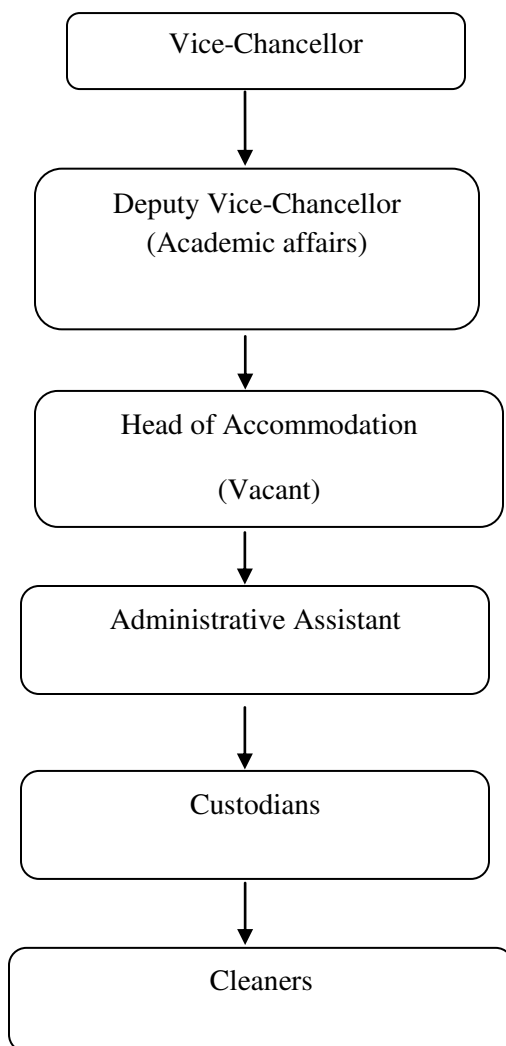 Vice-Chancellor
Deputy Vice-Chancellor
(Academic affairs)
Head of Accommodation
(Vacant)
Administrative Assistant
Custodians
Cleaners